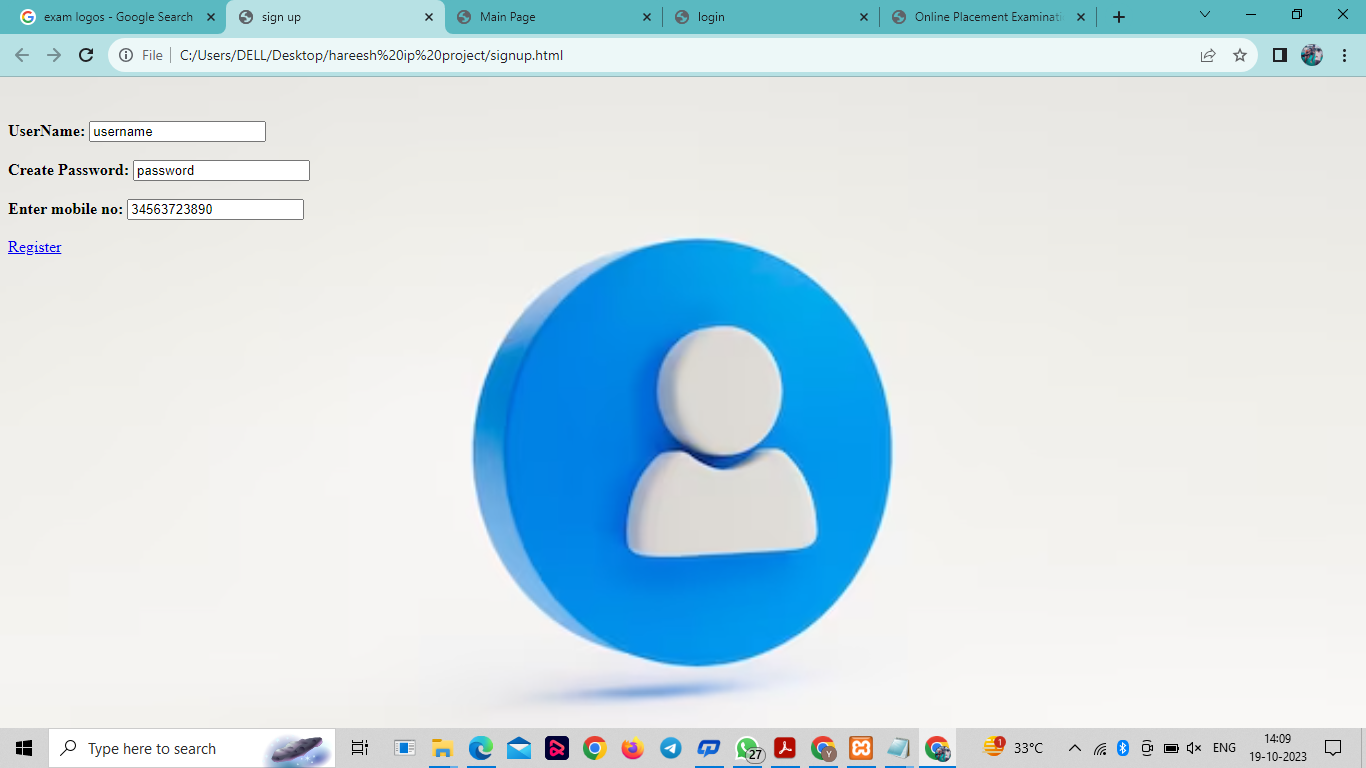 exam logos - Google Search
sign up
Main Page
login
Online Placement Examinati
File
C:/Users/DELL/Desktop/hareesh%20ip%20project/signup.html
UserName: username
Create Password: password
Enter mobile no: 34563723890
Register
Type here to search
27
Y
1
33°C
ENG
14:09
19-10-2023